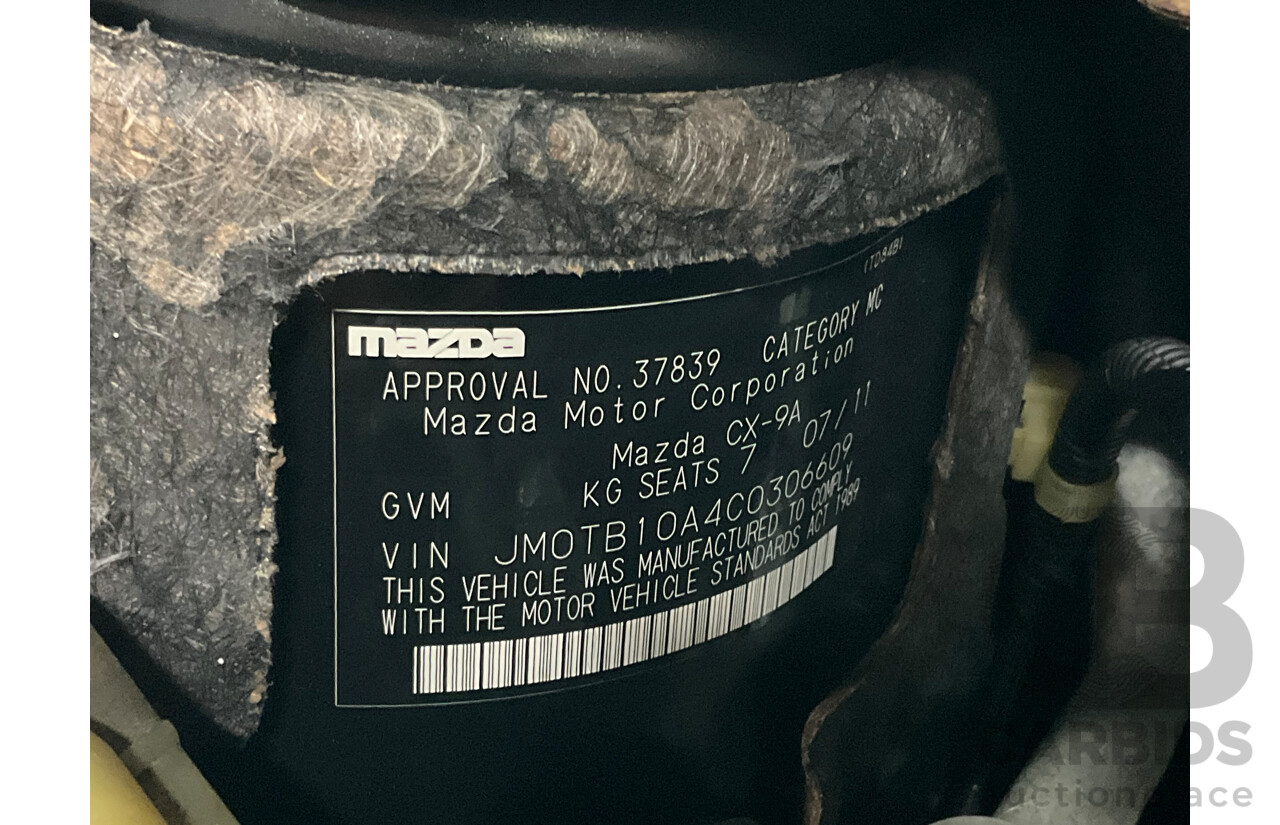 (TD84B)
mazDa
APPROVAL NO. 37839 CATEGORY MC
Mazda Motor Corporation
Mazda CX-9A
GVM KG SEATS 7 07/11
VIN JM0TB10A4C0306609
THIS VEHICLE WAS MANUFACTURED TO COMPLY
WITH THE MOTOR VEHICLE STANDARDS ACT 1989
B